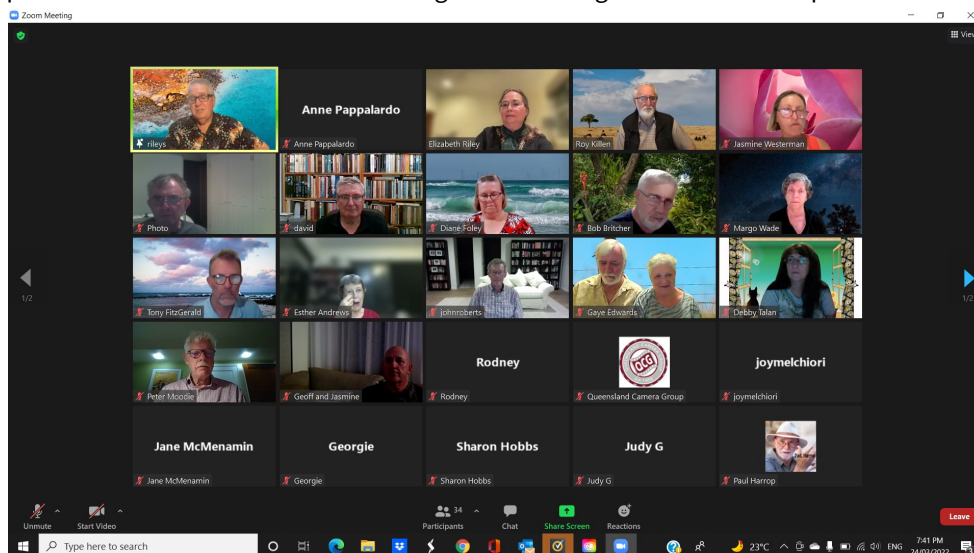 Zoom Meeting
View
rileys
Anne Pappalardo
Anne Pappalardo
Elizabeth Riley
Roy Killen
Jasmine Westerman
Photo
david
Diane Foley
Bob Britcher
Margo Wade
1/2
Tony FitzGerald
Esther Andrews
johnroberts
Gaye Edwards
Debby Talan
1/2
Peter Moodie
Geoff and Jasmine
Rodney
Rodney
QCG
Queensland Camera Group
joymelchiori
joymelchiori
Jane McMenamin
Jane McMenamin
Georgie
Georgie
Sharon Hobbs
Sharon Hobbs
Judy G
Judy G
Paul Harrop
Unmute
Start Video
34
Participants
Chat
Share Screen
Reactions
Leave
Type here to search
23°C
ENG
7:41 PM
24/03/2022